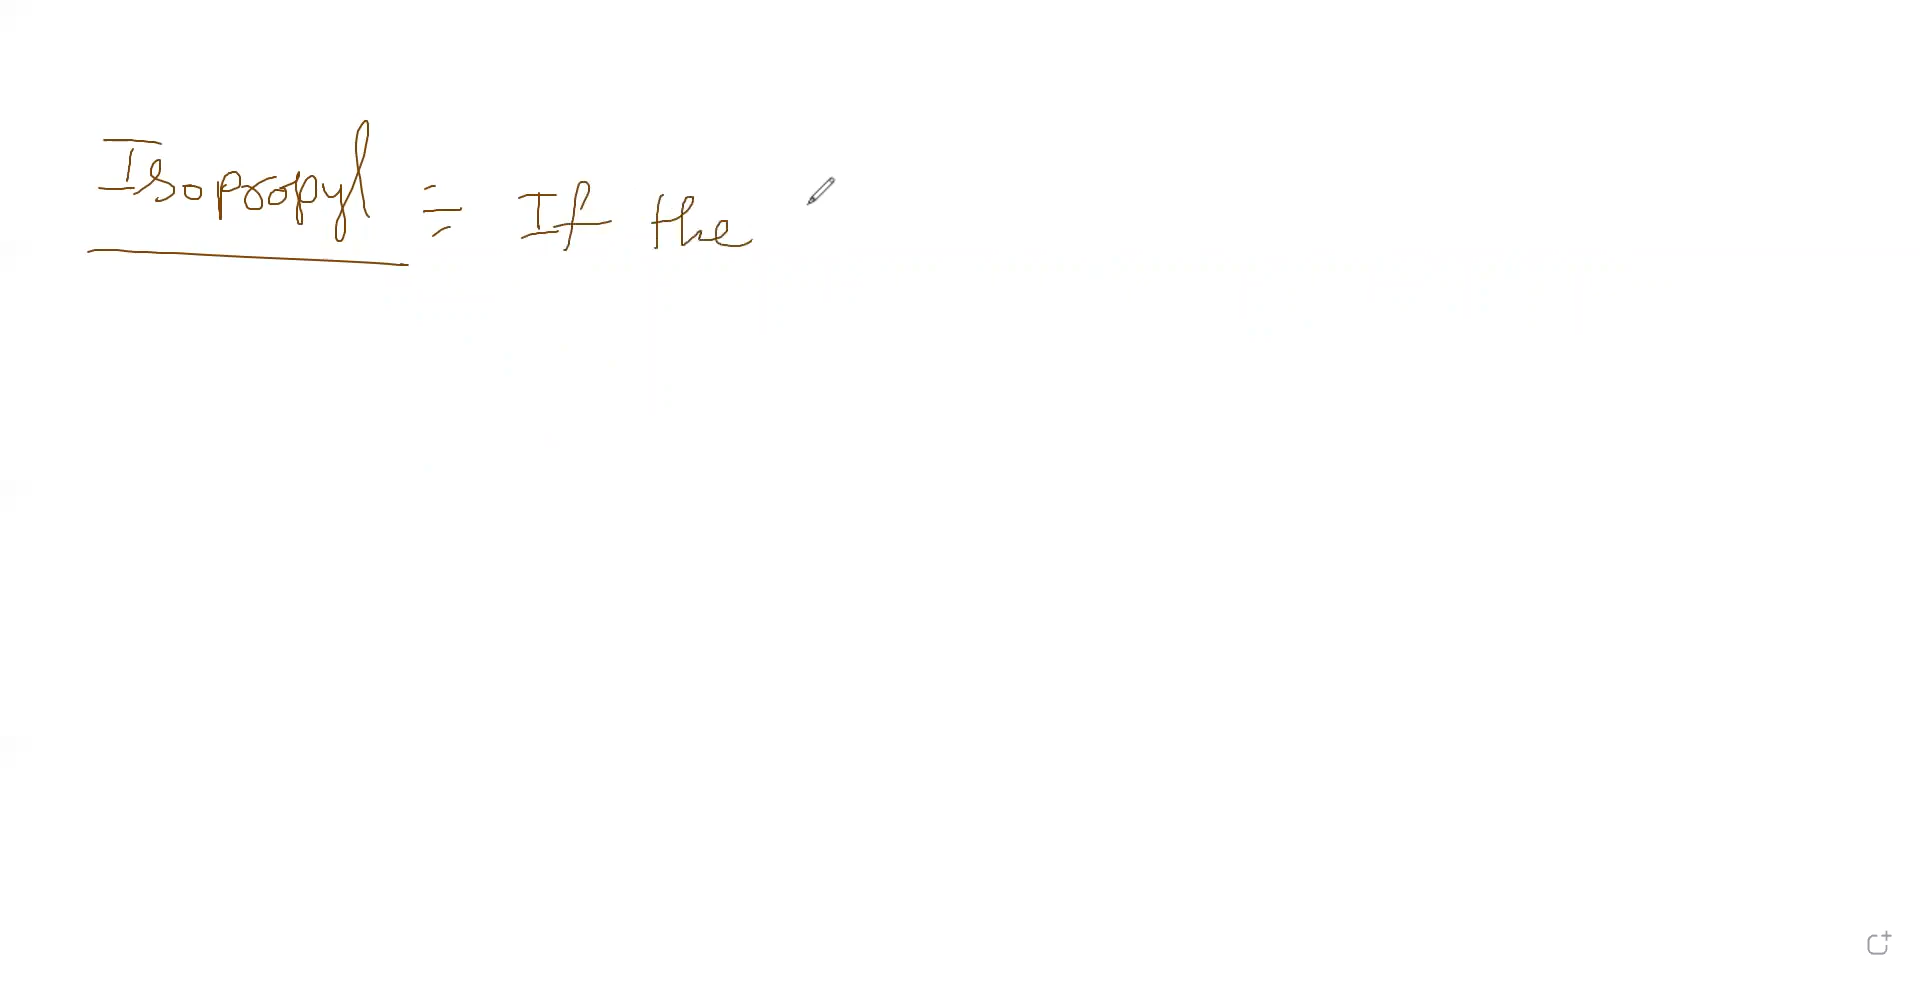 Isopropyl :- If the